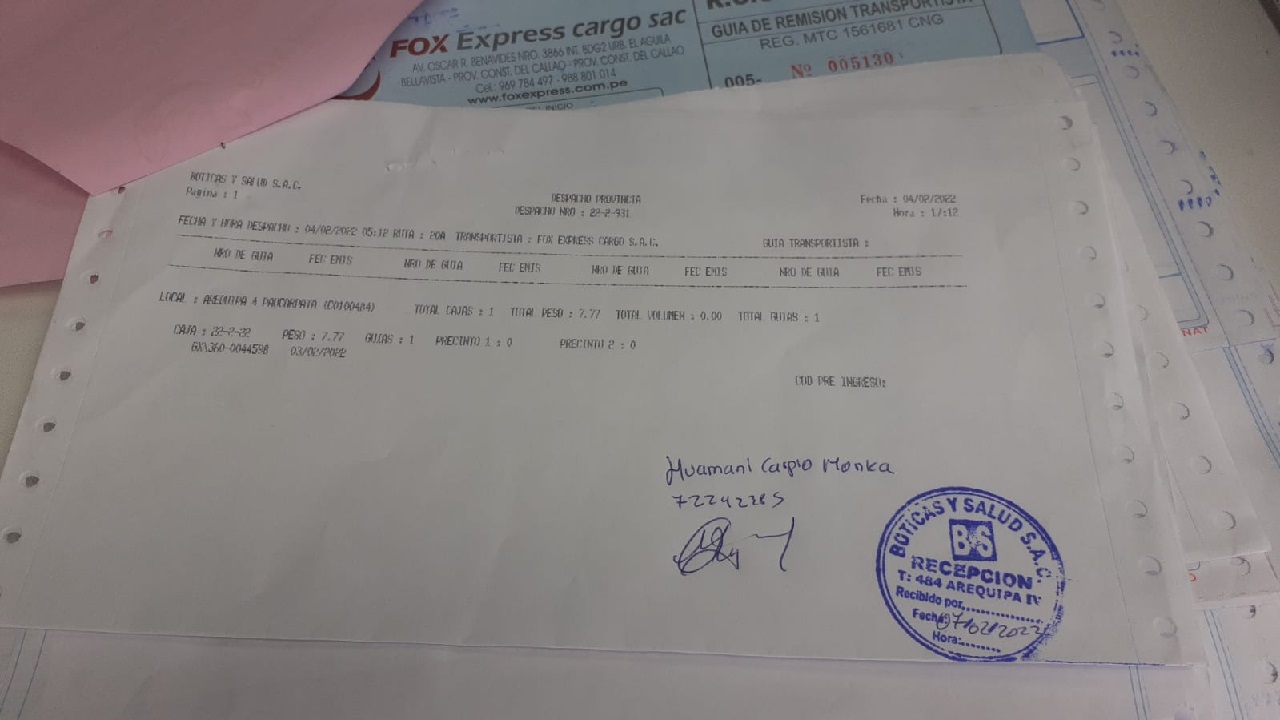 FOX Express cargo sac
AV. OSCAR R. BENAVIDES NRO. 3866 INT. BDG2 URB. EL AGUILA
BELLAVISTA - PROV. CONST. DEL CALLAO - PROV. CONST. DEL CALLAO
Cel.: 969 784 497 - 988 801 014
www.foxexpress.com.pe
GUIA DE REMISION TRANSPORTISTA
REG. MTC 1561681 CNG
005- Nº 005130
BOTICAS Y SALUD S.A.C.
Pagina : 1
DESPACHO PROVINCIA
DESPACHO NRO : 22-2-931
Fecha : 04/02/2022
Hora : 17:12
FECHA Y HORA DESPACHO : 04/02/2022 05:12 RUTA : 20A TRANSPORTISTA : FOX EXPRESS CARGO S.A.C. GUIA TRANSPORTISTA :
NRO DE GUIA FEC EMIS NRO DE GUIA FEC EMIS NRO DE GUIA FEC EMIS NRO DE GUIA FEC EMIS
LOCAL : AREQUIPA 4 PAUCARPATA (C0100484) TOTAL CAJAS : 1 TOTAL PESO : 7.77 TOTAL VOLUMEN : 0.00 TOTAL GUIAS : 1
CAJA : 22-2-22 PESO : 7.77 GUIAS : 1 PRECINTO 1 : 0 PRECINTO 2 : 0
03/02/2022
COD PRE INGRESO:
Huamani Monka
72242285
BOTICAS Y SALUD S.A.C.
BS
RECEPCION
T: 484 AREQUIPA IV
Recibido por
Fecha 07/02/2022
Hora:
NAT